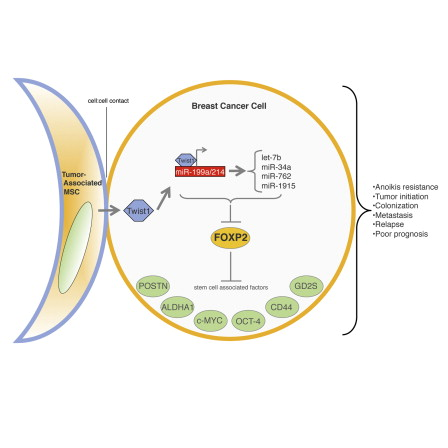 Breast Cancer Cell
cell:cell contact
Tumor-
Associated
MSC
Twist1
Twist1
miR-199a/214
let-7b
miR-34a
miR-762
miR-1915
FOXP2
stem cell associated factors
POSTN
ALDHA1
c-MYC
OCT-4
CD44
GD2S
•Anoikis resistance
•Tumor initiation
•Colonization
•Metastasis
•Relapse
•Poor prognosis